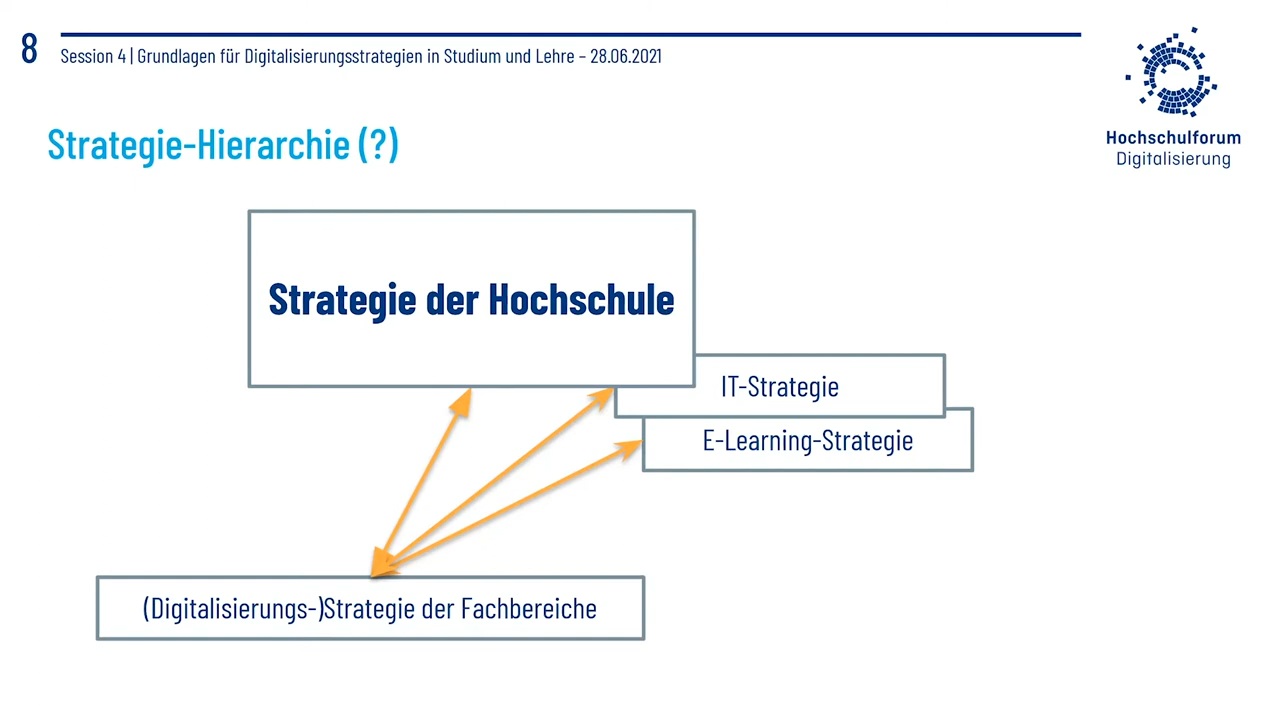 8
Session 4 | Grundlagen für Digitalisierungsstrategien in Studium und Lehre – 28.06.2021
Hochschulforum
Digitalisierung
Strategie-Hierarchie (?)
Strategie der Hochschule
IT-Strategie
E-Learning-Strategie
(Digitalisierungs-)Strategie der Fachbereiche